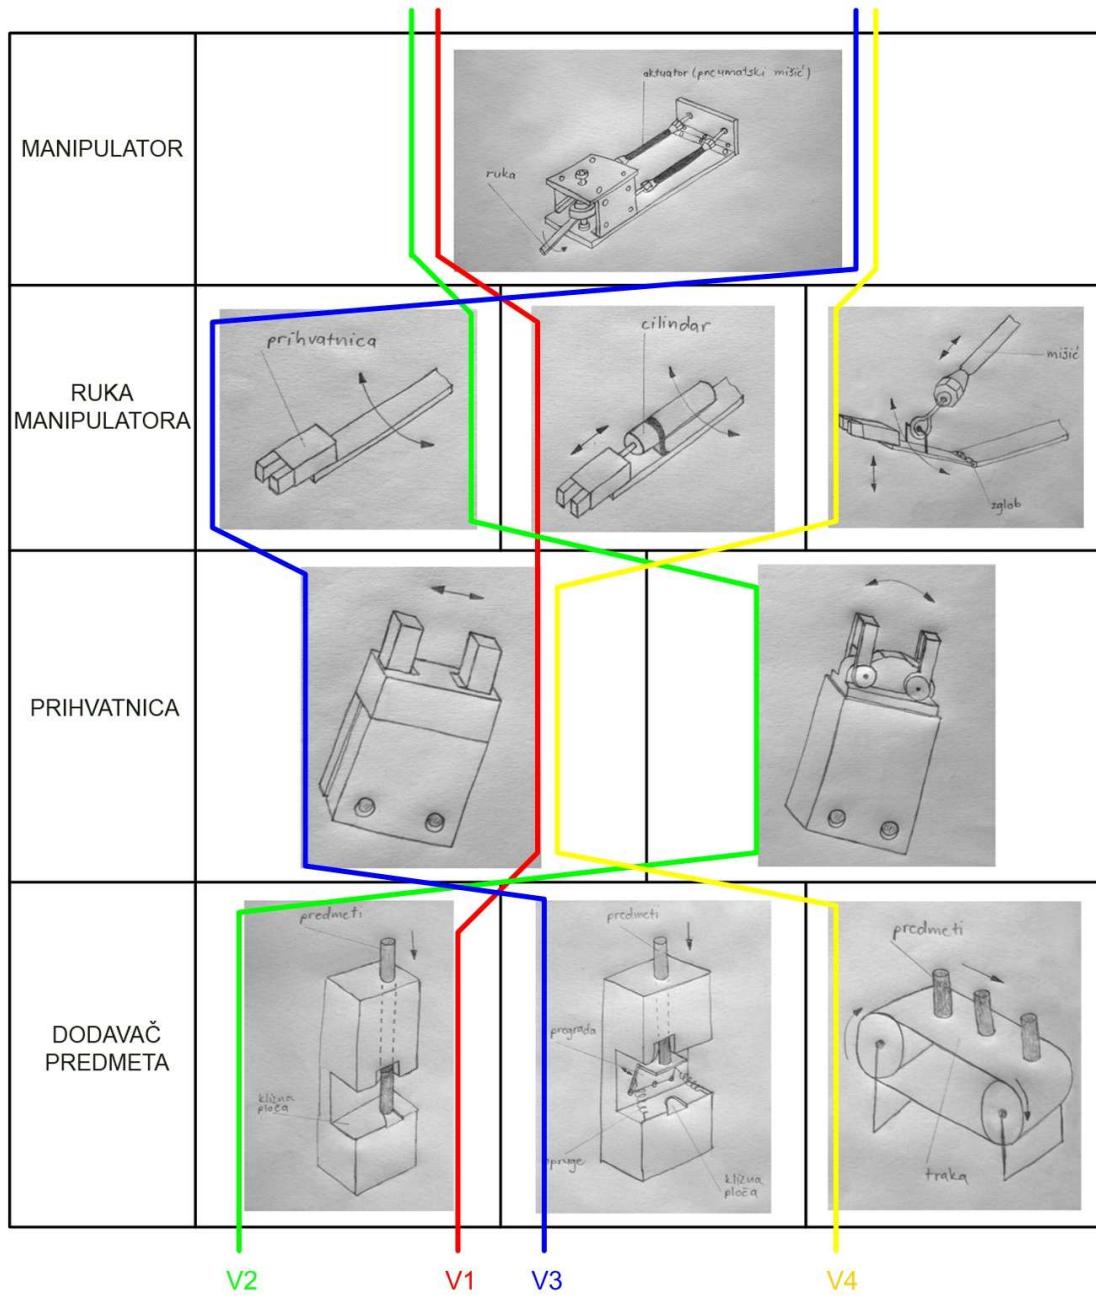 MANIPULATOR
aktuator (pneumatski mišić)
ruka
RUKA
MANIPULATORA
prihvatnica
cilindar
mišić
zglob
PRIHVATNICA
DODAVAČ
PREDMETA
predmeti
klizna
ploča
predmeti
pregrada
opruge
klizna
ploča
predmeti
traka
V2
V1
V3
V4